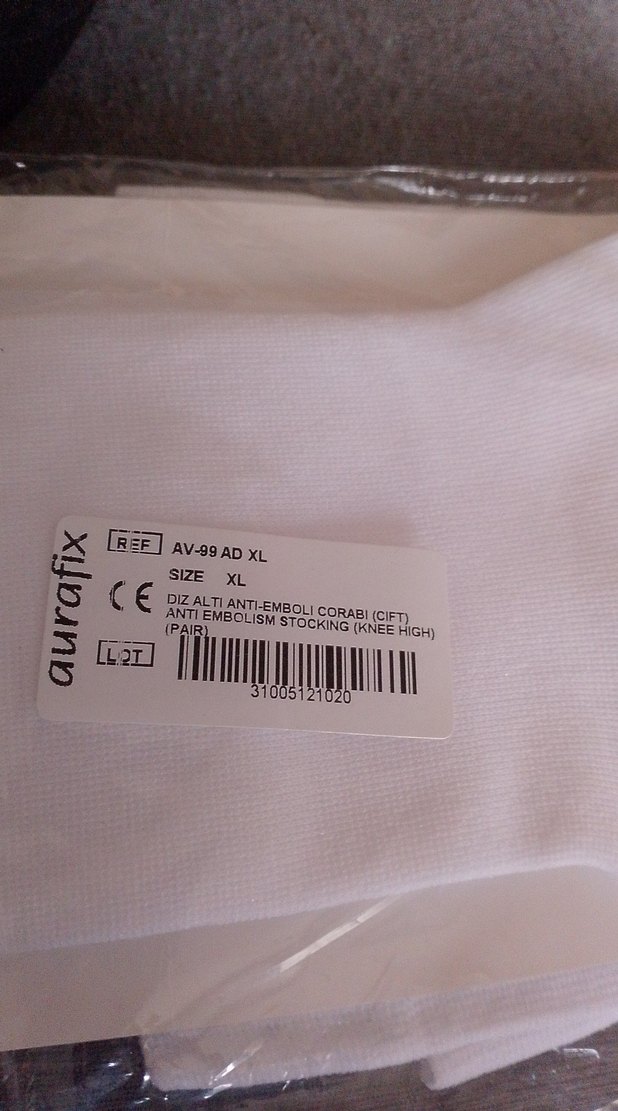 aurafix
REF AV-99 AD XL
SIZE XL
CE
DIZ ALTI ANTI-EMBOLI CORABI (CIFT)
ANTI EMBOLISM STOCKING (KNEE HIGH)
(PAIR)
LOT
31005121020